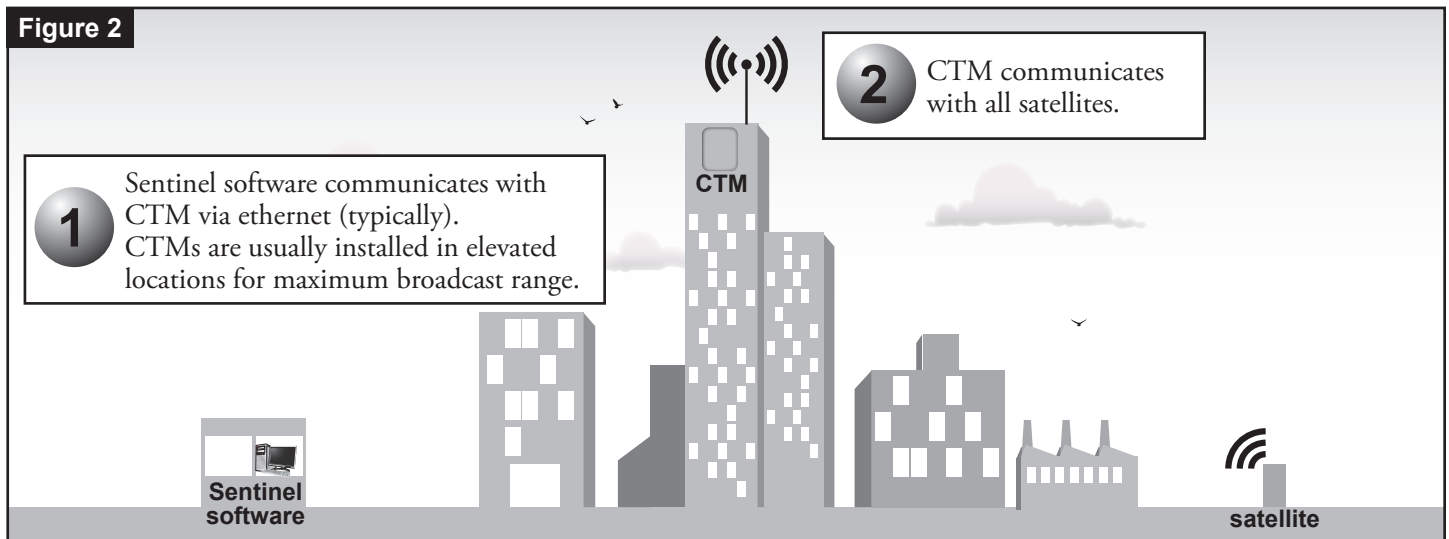 Figure 2
2
CTM communicates
with all satellites.
1
Sentinel software communicates with
CTM via ethernet (typically).
CTMs are usually installed in elevated
locations for maximum broadcast range.
CTM
Sentinel
software
satellite